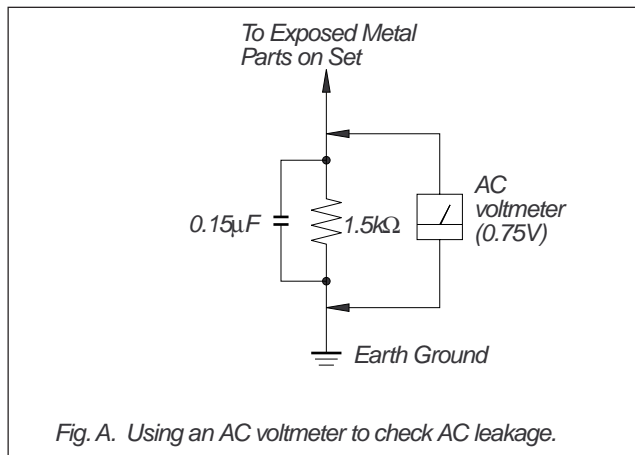 To Exposed Metal
Parts on Set
0.15μF
1.5kΩ
AC
voltmeter
(0.75V)
Earth Ground
Fig. A. Using an AC voltmeter to check AC leakage.